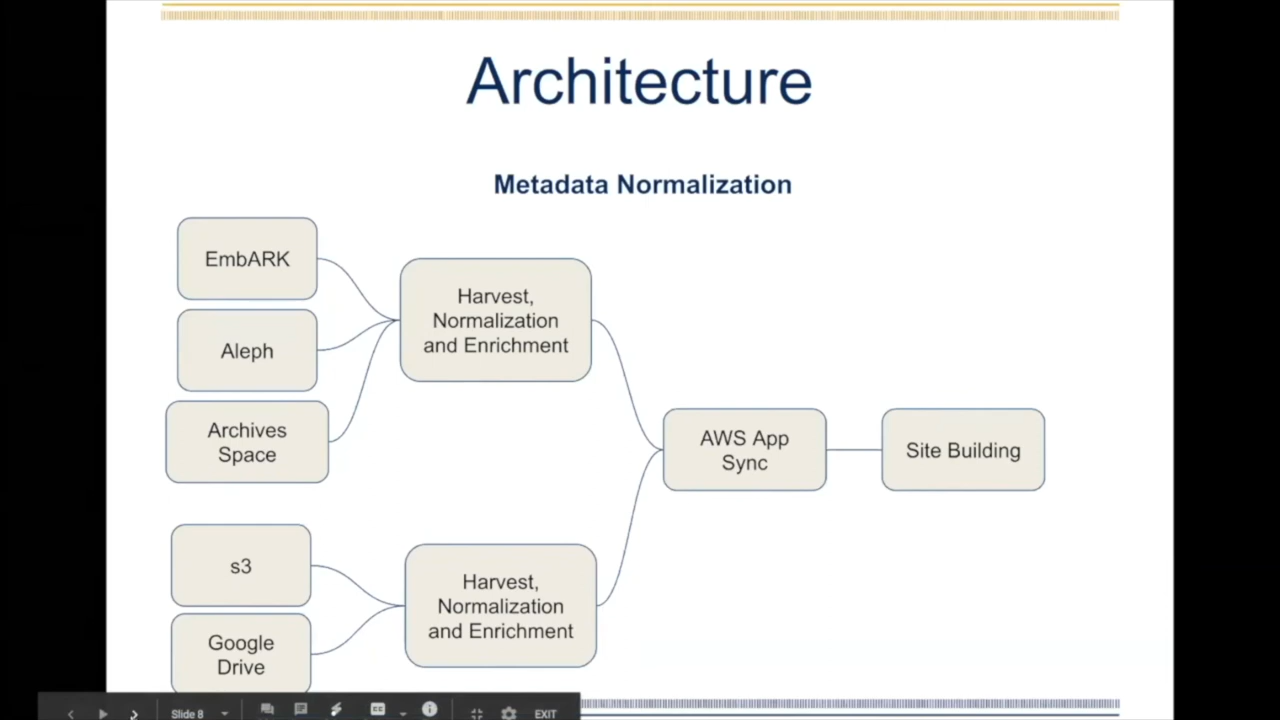 Architecture
Metadata Normalization
EmbARK
Aleph
Archives
Space
Harvest,
Normalization
and Enrichment
s3
Google
Drive
Harvest,
Normalization
and Enrichment
AWS App
Sync
Site Building
Slide 8
CC
EXIT